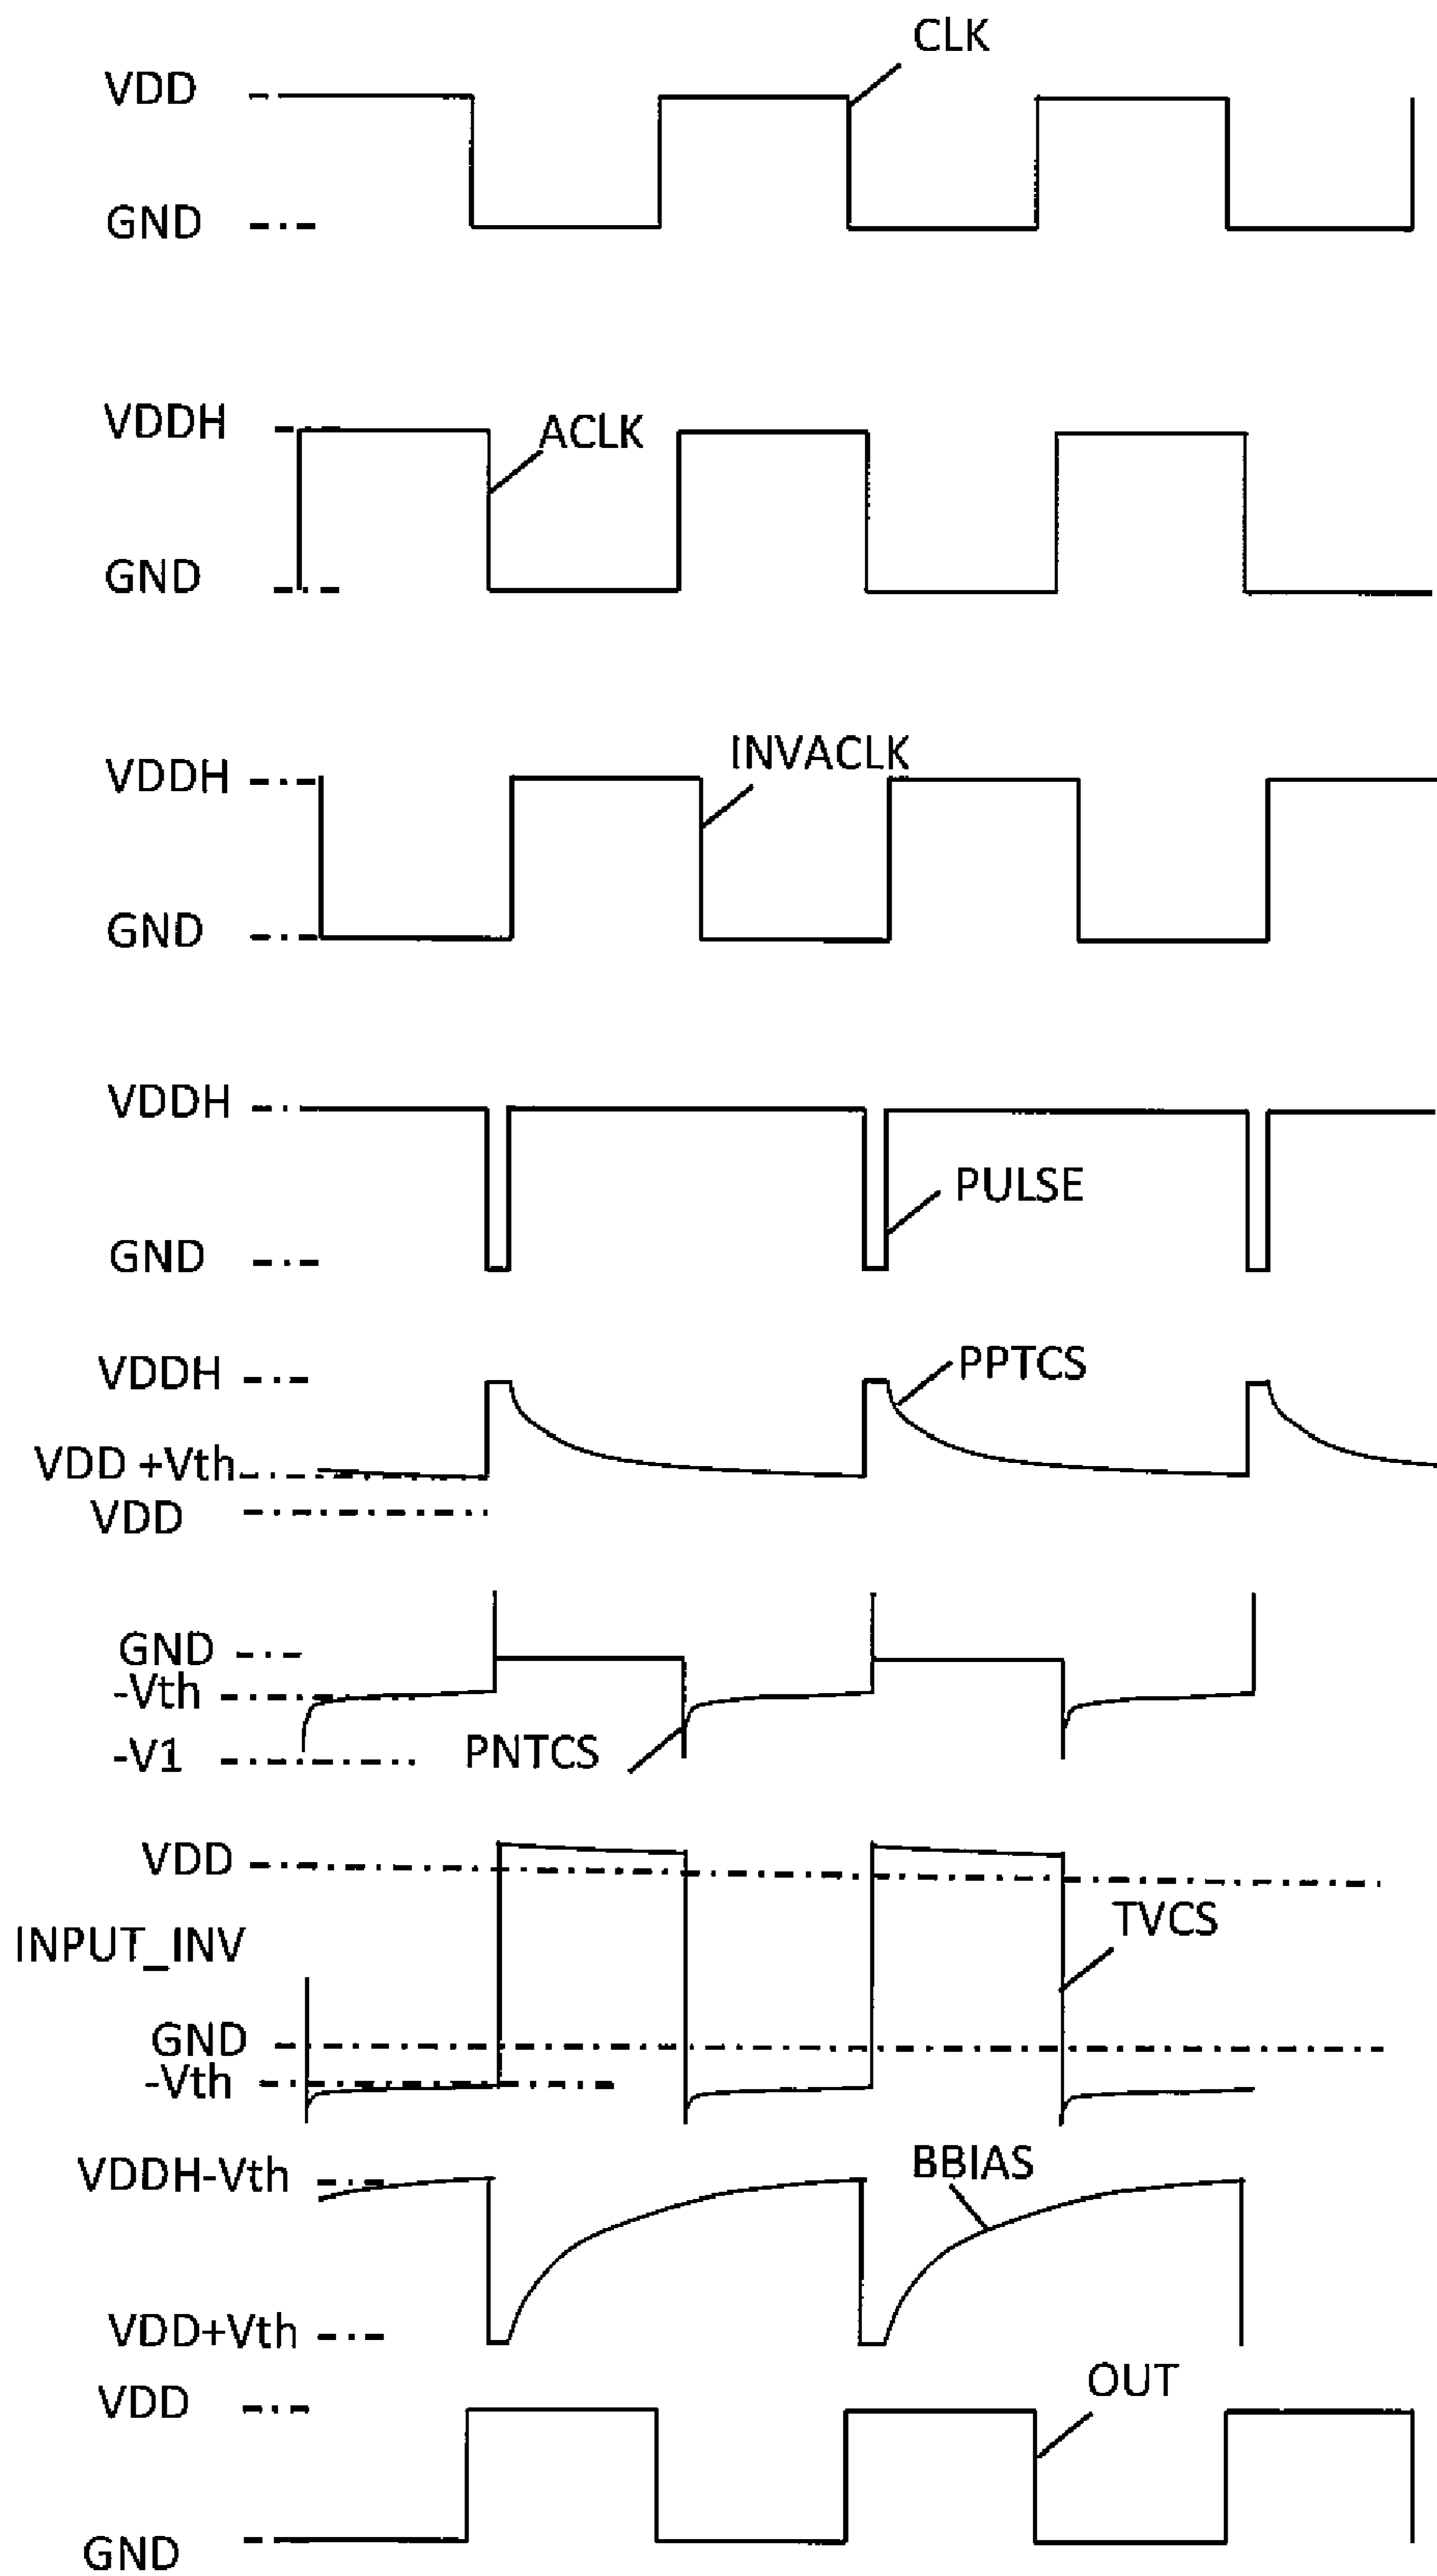 CLK
VDD
GND
VDDH
ACLK
GND
INVACLK
VDDH
GND
VDDH
PULSE
GND
PPTCS
VDDH
VDD +Vth
VDD
GND
-Vth
-V1
PNTCS
VDD
TVCS
INPUT_INV
GND
-Vth
BBIAS
VDDH-Vth
VDD+Vth
OUT
VDD
GND